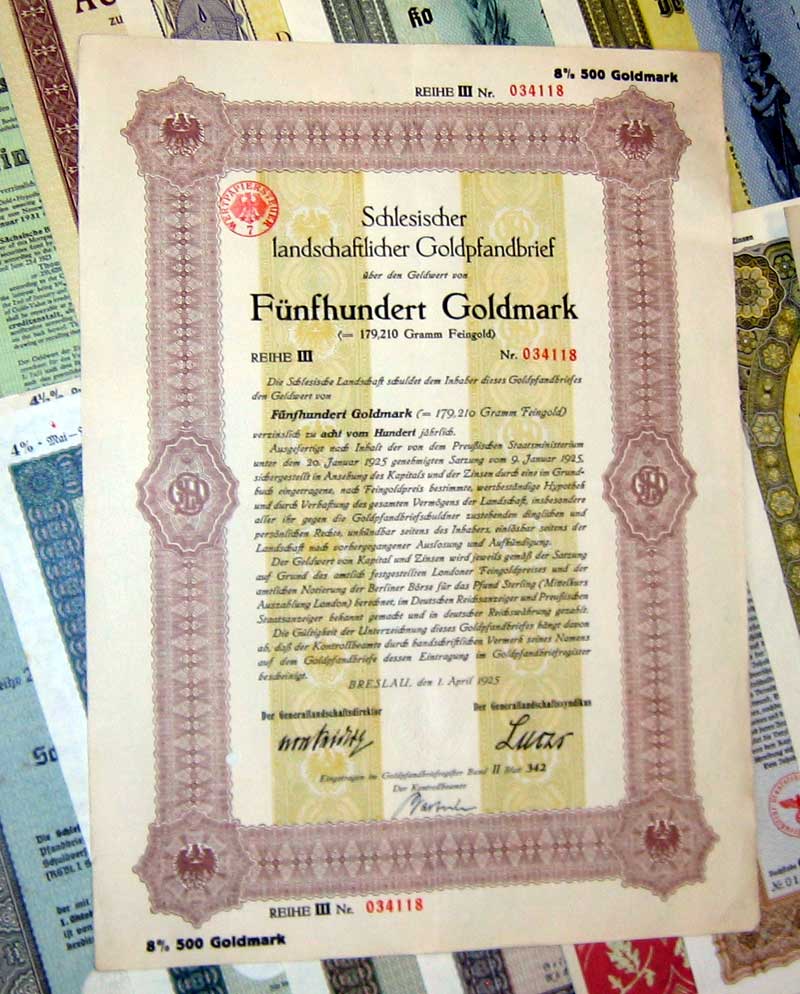 8% 500 Goldmark
REIHE III Nr. 034118
WERTPAPIERSTEUER
7
Schlesischer
landschaftlicher Goldpfandbrief
über den Geldwert von
Fünfhundert Goldmark
(= 179,210 Gramm Feingold)
REIHE III Nr. 034118
Die Schlesische Landschaft schuldet dem Inhaber dieses Goldpfandbriefes
den Geldwert von
Fünfhundert Goldmark (= 179,210 Gramm Feingold)
verzinslich zu acht vom Hundert jährlich.
Ausgefertigt nach Inhalt der von dem Preußischen Staatsministerium
unter dem 20. Januar 1925 genehmigten Satzung vom 9. Januar 1925,
sichergestellt in Ansehung des Kapitals und der Zinsen durch eine im Grund-
buch eingetragene, nach Feingoldpreis bestimmte, wertbeständige Hypothek
und durch Verhaftung des gesamten Vermögens der Landschaft, insbesondere
aller ihr gegen die Goldpfandbriefschuldner zustehenden dinglichen und
persönlichen Rechte, unkündbar seitens des Inhabers, einlösbar seitens der
Landschaft nach vorhergegangener Auslosung und Aufkündigung.
Der Geldwert von Kapital und Zinsen wird jeweils gemäß der Satzung
auf Grund des amtlich festgestellten Londoner Feingoldpreises und der
amtlichen Notierung der Berliner Börse für das Pfund Sterling (Mittelkurs
Auszahlung London) berechnet, im Deutschen Reichsanzeiger und Preußischen
Staatsanzeiger bekannt gemacht und in deutscher Reichswährung gezahlt.
Die Gültigkeit der Unterzeichnung dieses Goldpfandbriefes hängt davon
ab, daß der Kontrollbeamte durch handschriftlichen Vermerk seines Namens
auf dem Goldpfandbriefe dessen Eintragung im Goldpfandbriefregister
bescheinigt.
BRESLAU, den 1. April 1925
Der Generallandschaftsdirektor Der Generallandschaftssyndikus
Eingetragen im Goldpfandbriefregister Band II Blatt 342
Der Kontrollbeamte
REIHE III Nr. 034118
8% 500 Goldmark
4% - Mai -
Zinsen